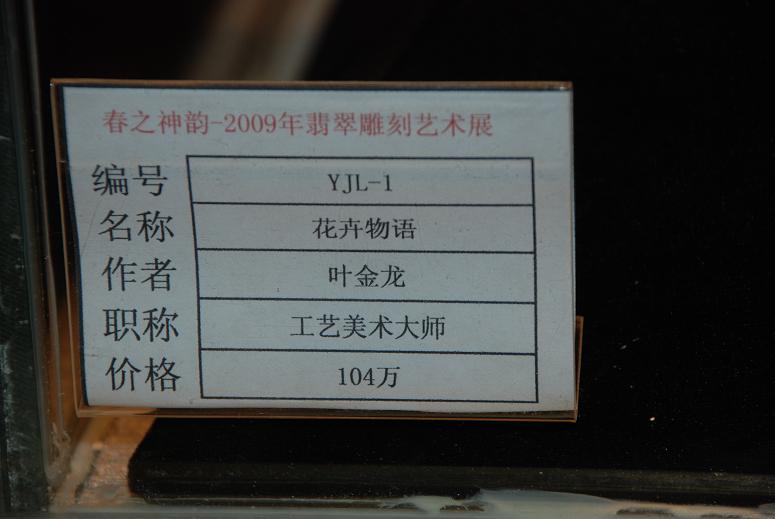 春之神韵-2009年翡翠雕刻艺术展
编号 YJL-1
名称 花卉物语
作者 叶金龙
职称 工艺美术大师
价格 104万